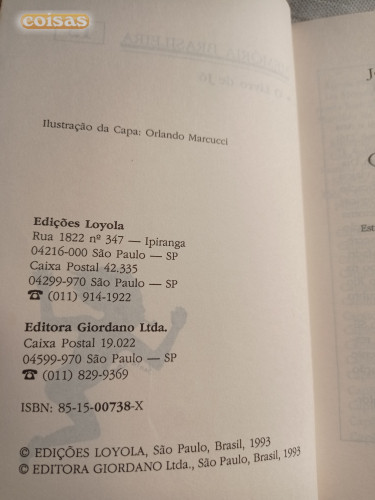 coisas
Ilustração da Capa: Orlando Marcucci
Edições Loyola
Rua 1822 nº 347 — Ipiranga
04216-000 São Paulo — SP
Caixa Postal 42.335
04299-970 São Paulo — SP
☎ (011) 914-1922
Editora Giordano Ltda.
Caixa Postal 19.022
04599-970 São Paulo — SP
☎ (011) 829-9369
ISBN: 85-15-00738-X
© EDIÇÕES LOYOLA, São Paulo, Brasil, 1993
© EDITORA GIORDANO Ltda., São Paulo, Brasil, 1993
J
Est